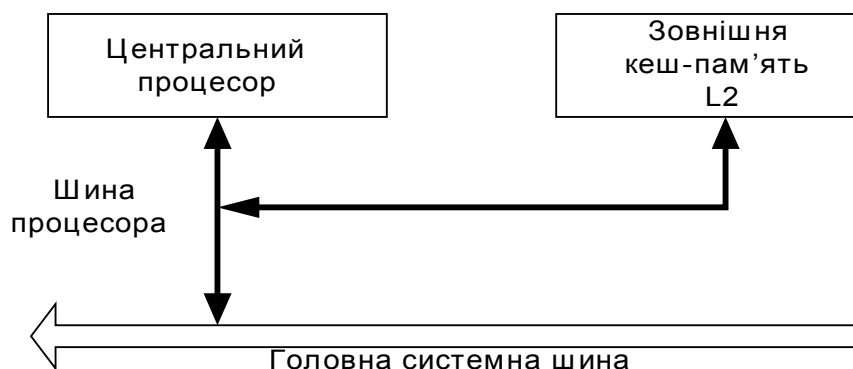 Центральний
процесор
Зовнішня
кеш-пам’ять
L2
Шина
процесора
Головна системна шина